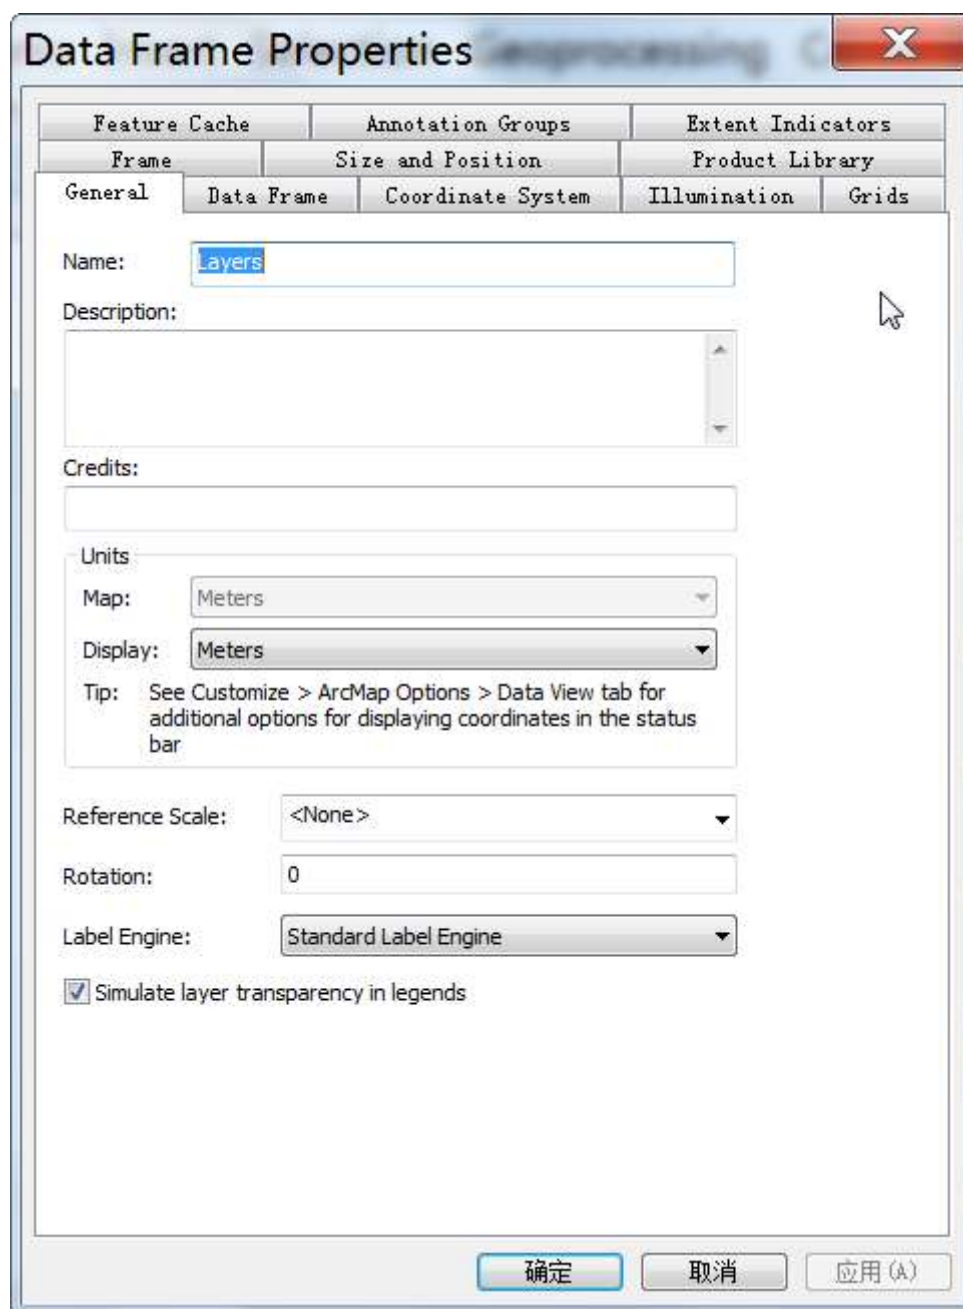 Data Frame Properties
Geoprocessing C
Feature Cache Annotation Groups Extent Indicators
Frame Size and Position Product Library
General Data Frame Coordinate System Illumination Grids
Name: Layers
Description:
Credits:
Units
Map: Meters
Display: Meters
Tip: See Customize > ArcMap Options > Data View tab for
additional options for displaying coordinates in the status
bar
Reference Scale: <None>
Rotation: 0
Label Engine: Standard Label Engine
Simulate layer transparency in legends
确定 取消 应用(A)